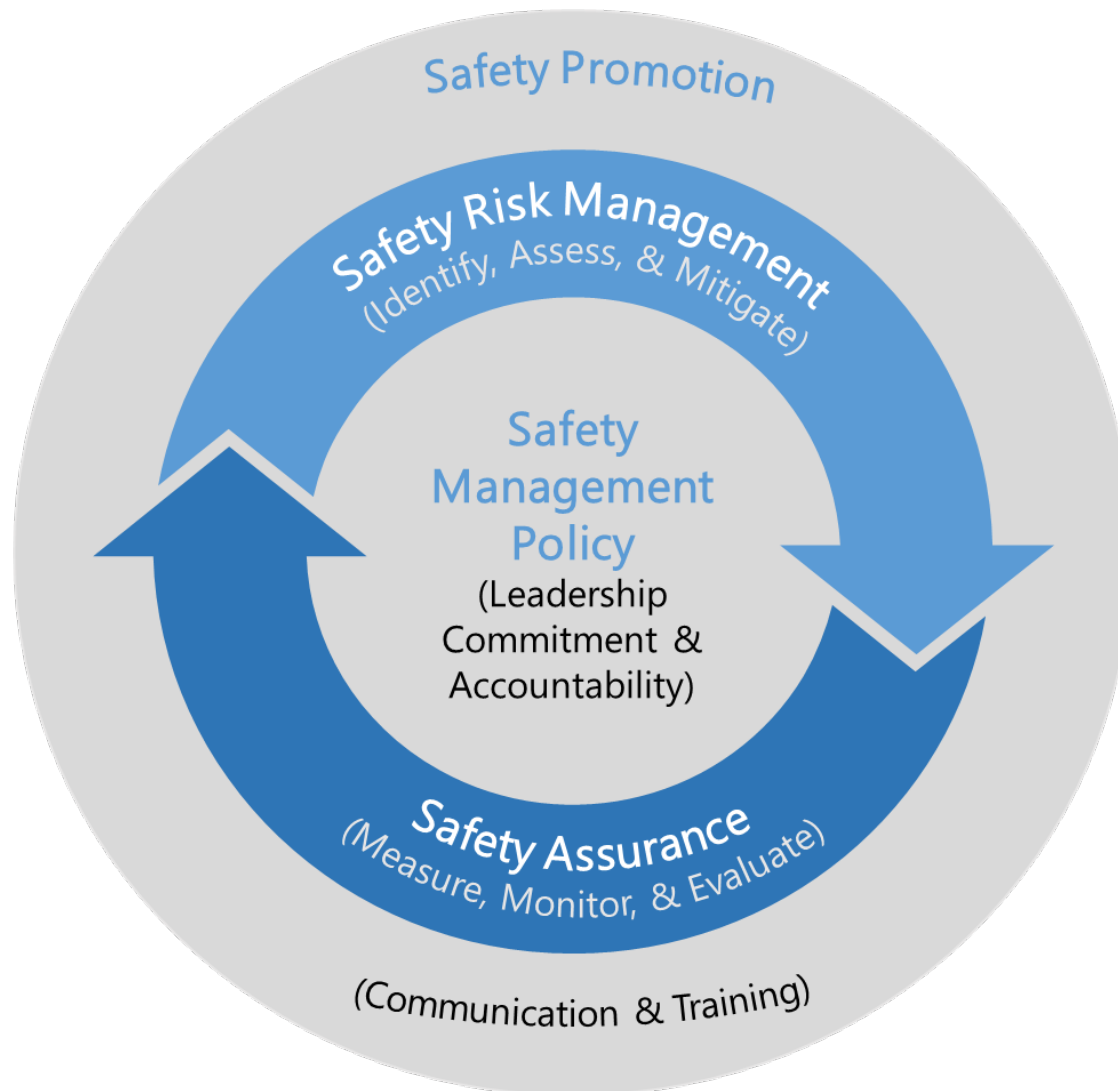 Safety Promotion
Safety Risk Management
(Identify, Assess, & Mitigate)
Safety
Management
Policy
(Leadership
Commitment &
Accountability)
Safety Assurance
(Measure, Monitor, & Evaluate)
(Communication & Training)